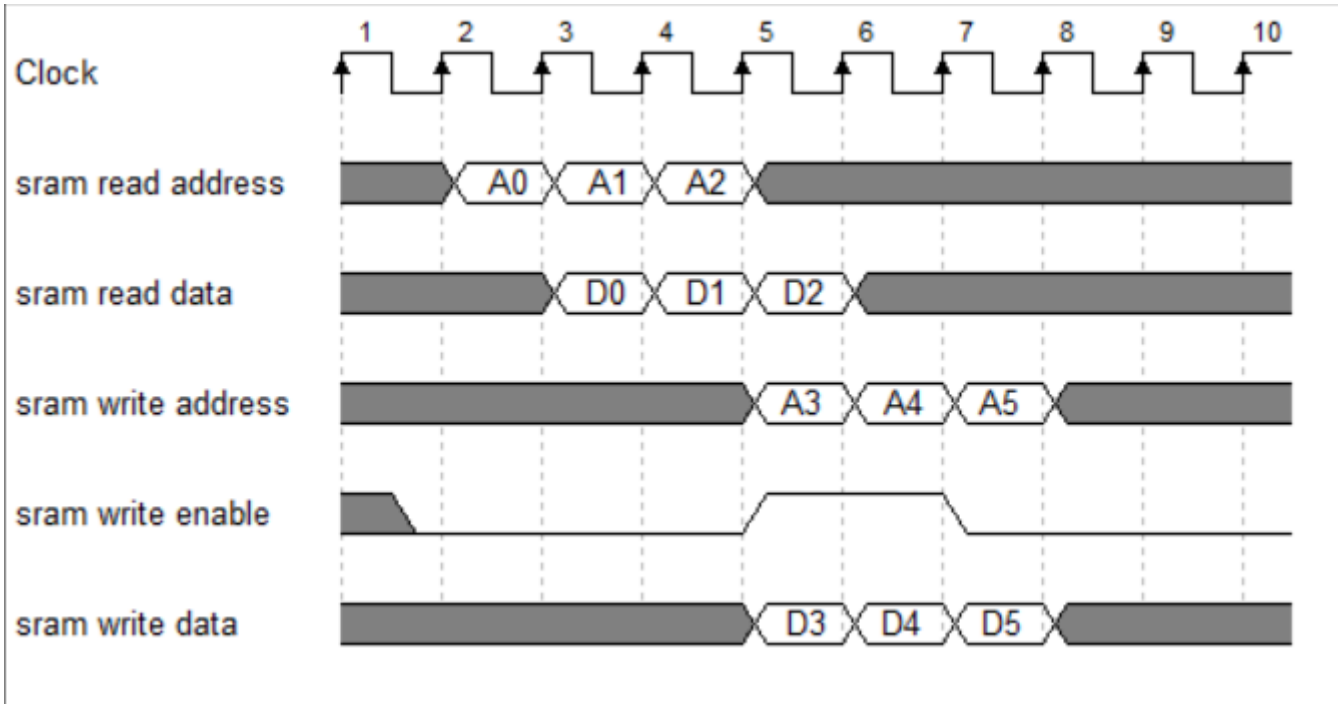 1 2 3 4 5 6 7 8 9 10
Clock
sram read address A0 A1 A2
sram read data D0 D1 D2
sram write address A3 A4 A5
sram write enable
sram write data D3 D4 D5